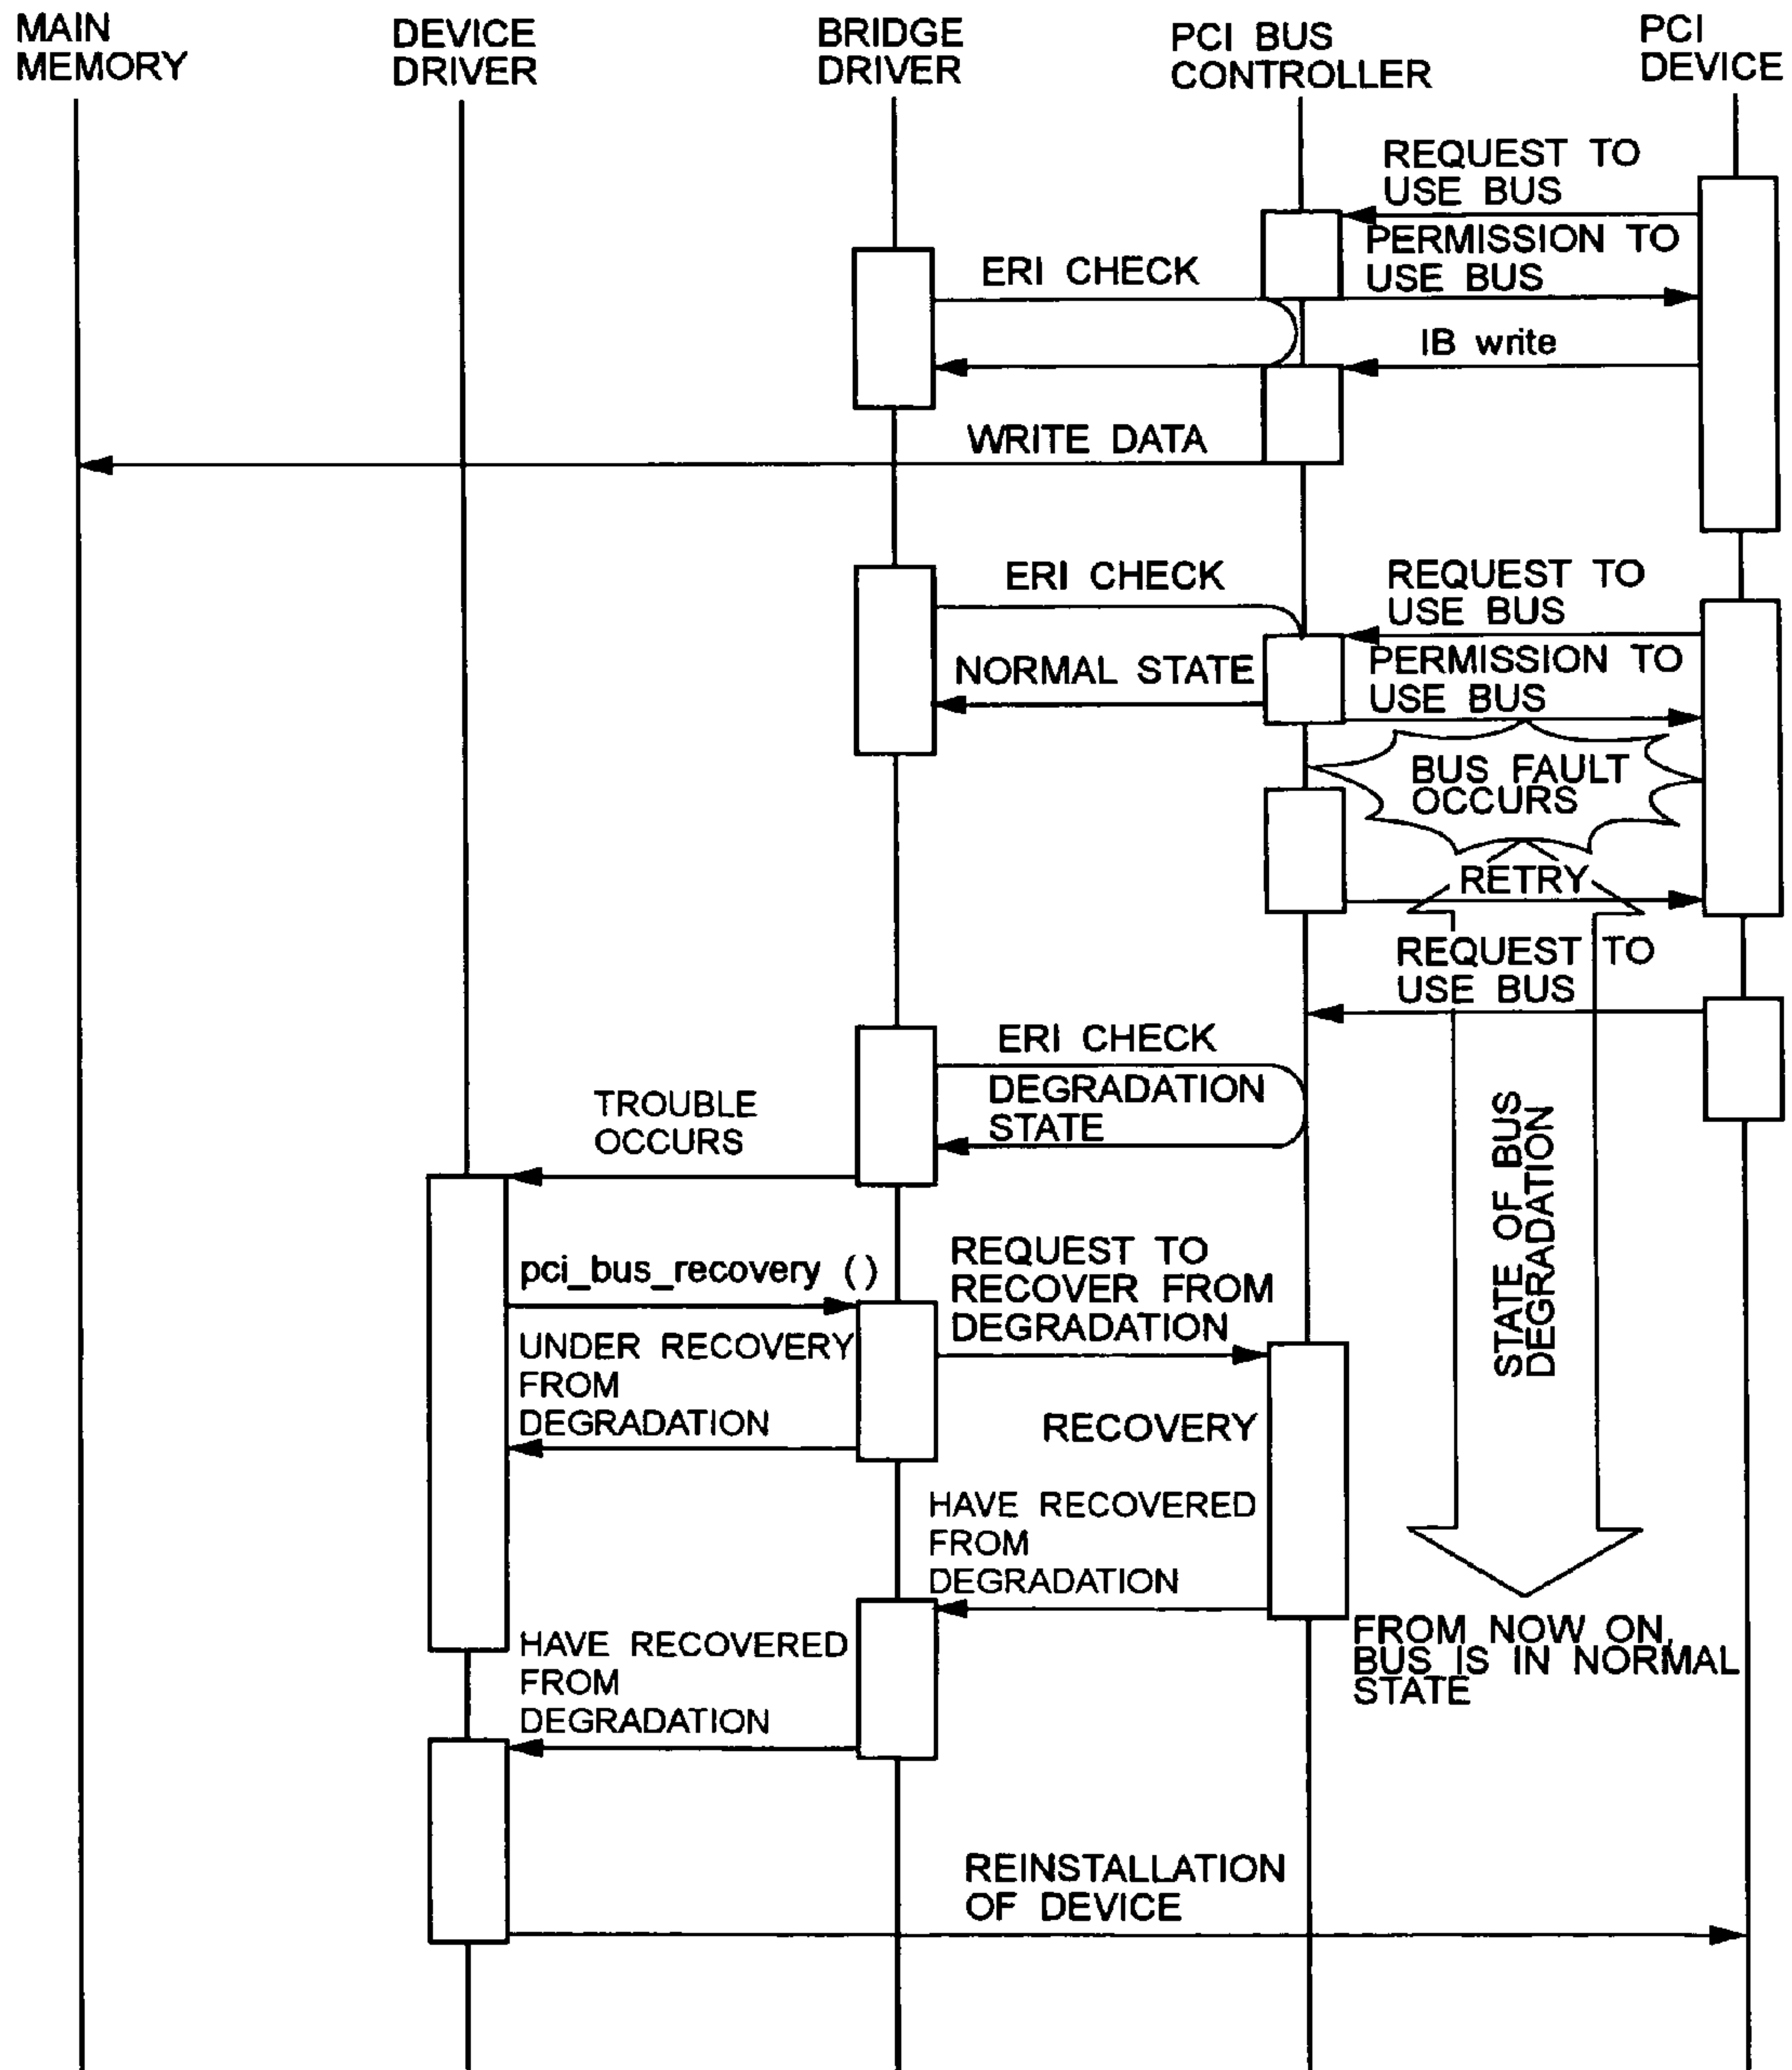 MAIN
MEMORY
DEVICE
DRIVER
BRIDGE
DRIVER
PCI BUS
CONTROLLER
PCI
DEVICE
REQUEST TO
USE BUS
PERMISSION TO
USE BUS
ERI CHECK
IB write
WRITE DATA
ERI CHECK
REQUEST TO
USE BUS
NORMAL STATE
PERMISSION TO
USE BUS
BUS FAULT
OCCURS
RETRY
REQUEST TO
USE BUS
ERI CHECK
DEGRADATION
STATE
TROUBLE
OCCURS
STATE OF BUS
DEGRADATION
pci_bus_recovery ( )
REQUEST TO
RECOVER FROM
DEGRADATION
UNDER RECOVERY
FROM
DEGRADATION
RECOVERY
HAVE RECOVERED
FROM
DEGRADATION
HAVE RECOVERED
FROM
DEGRADATION
FROM NOW ON,
BUS IS IN NORMAL
STATE
REINSTALLATION
OF DEVICE